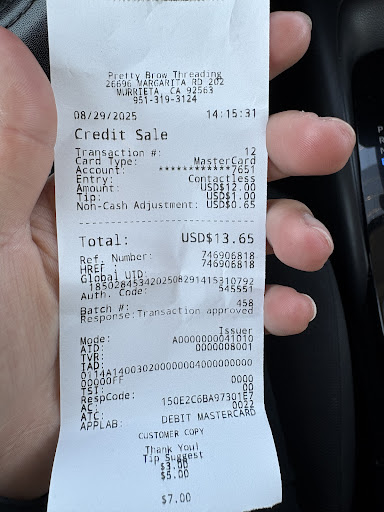 Pretty Brow Threading
26696 MARGARITA RD 202
MURRIETA, CA 92563
951-319-3124
08/29/2025 14:15:31
Credit Sale
Transaction #: 12
Card Type: MasterCard
Account: ************7651
Entry: Contactless
Amount: USD$12.00
Tip: USD$1.00
Non-Cash Adjustment: USD$0.65
Total: USD$13.65
Ref. Number: 746906818
HREF : 746906818
Global UID:
185028453420250829141531079​2
Auth. Code: 545551
Batch #: 458
Response:Transaction approved
Mode: Issuer
AID: A0000000041010
TVR: 0000008001
IAD:
0114A14003020000004000000000
00000FF
TSI: 0000
RespCode: 00
AC: 150E2C6BA97301E7
ATC: 0022
APPLAB: DEBIT MASTERCARD
CUSTOMER COPY
Thank You!
Tip Suggest
$3.00
$5.00
$7.00